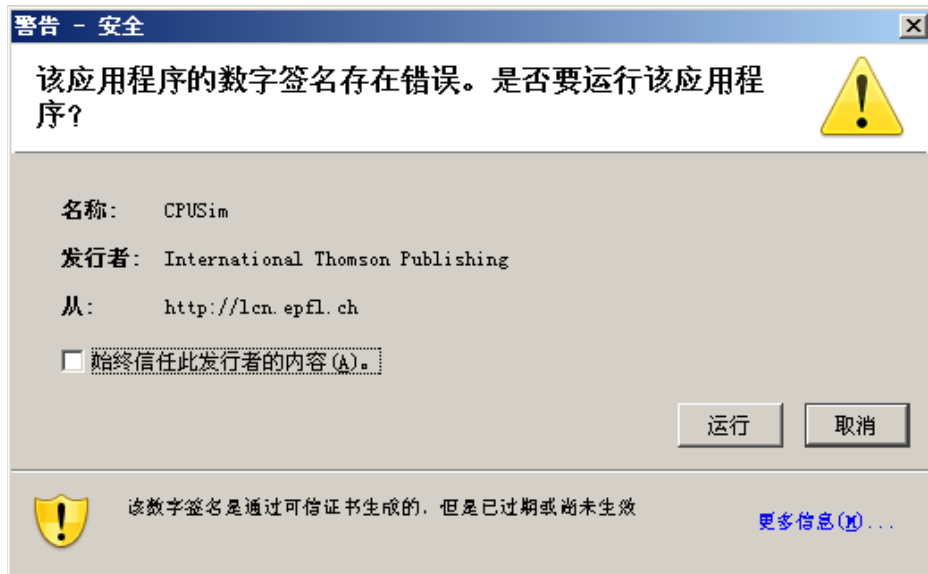 警告 - 安全
该应用程序的数字签名存在错误。是否要运行该应用程
序?
名称: CPUSim
发行者: International Thomson Publishing
从: http://lcn.epfl.ch
始终信任此发行者的内容(A)。
运行 取消
该数字签名是通过可信证书生成的, 但是已过期或尚未生效
更多信息(M)...